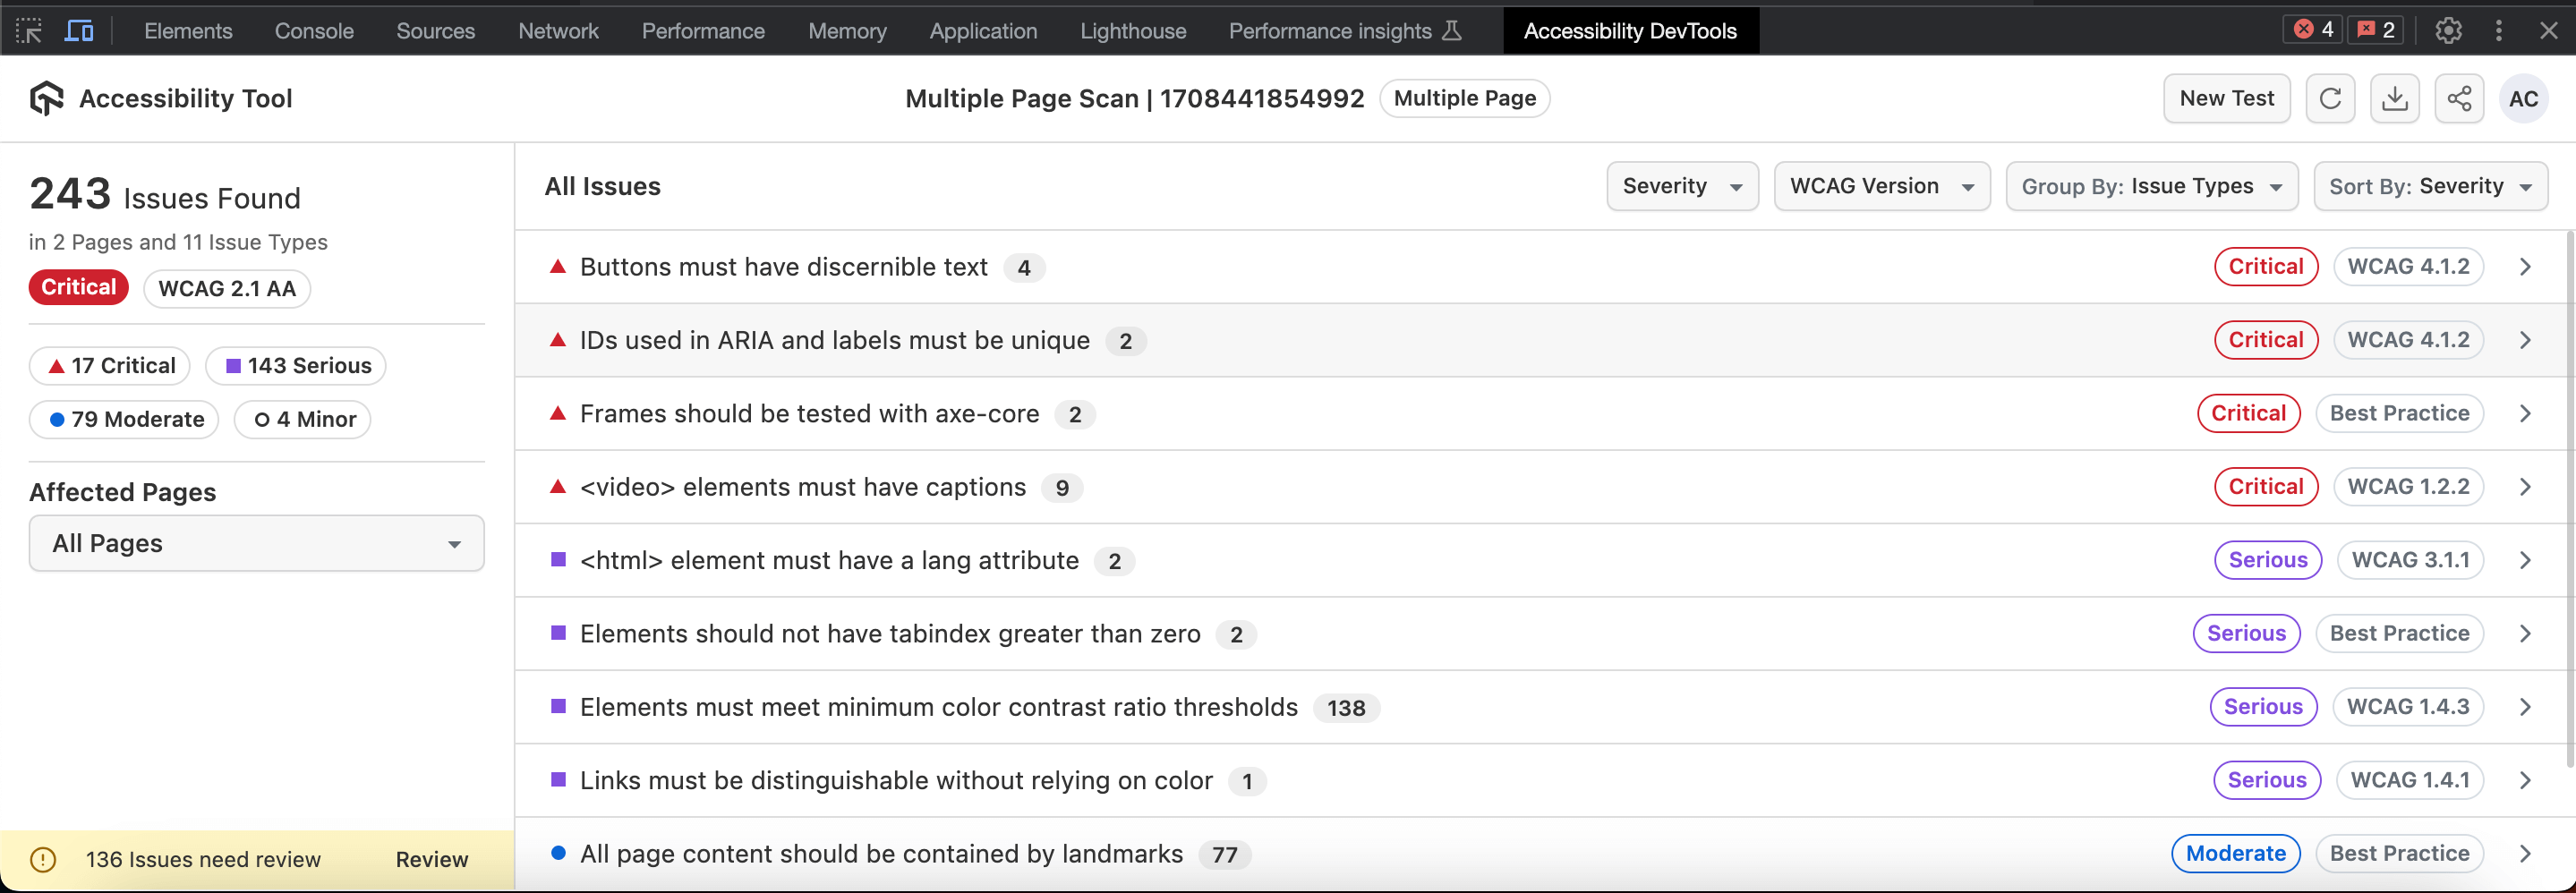 Elements Console Sources Network Performance Memory Application Lighthouse Performance insights Accessibility DevTools 4 2
Accessibility Tool
Multiple Page Scan | 1708441854992 Multiple Page
New Test AC
243 Issues Found
in 2 Pages and 11 Issue Types
Critical WCAG 2.1 AA
17 Critical 143 Serious
79 Moderate 4 Minor
Affected Pages
All Pages
136 Issues need review Review
All Issues Severity WCAG Version Group By: Issue Types Sort By: Severity
Buttons must have discernible text 4 Critical WCAG 4.1.2
IDs used in ARIA and labels must be unique 2 Critical WCAG 4.1.2
Frames should be tested with axe-core 2 Critical Best Practice
<video> elements must have captions 9 Critical WCAG 1.2.2
<html> element must have a lang attribute 2 Serious WCAG 3.1.1
Elements should not have tabindex greater than zero 2 Serious Best Practice
Elements must meet minimum color contrast ratio thresholds 138 Serious WCAG 1.4.3
Links must be distinguishable without relying on color 1 Serious WCAG 1.4.1
All page content should be contained by landmarks 77 Moderate Best Practice